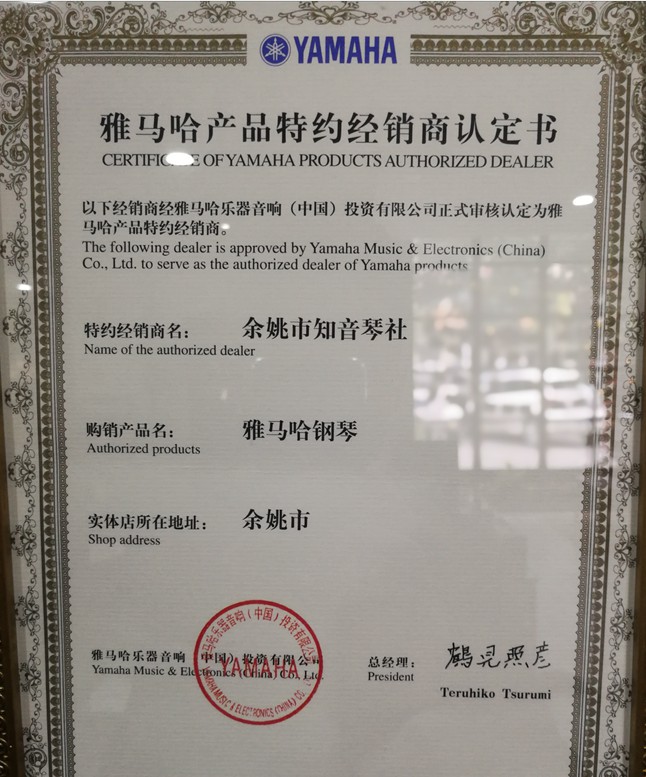 YAMAHA
雅马哈产品特约经销商认定书
OF YAMAHA PRODUCTS AUTHORIZED DEALER
以下经销商经雅马哈乐器音响（中国）投资有限公司正式审核认定为雅
马哈产品特约经销商。
The following dealer is approved by Yamaha Music & Electronics (China)
Co., Ltd. to serve as the authorized dealer of Yamaha products
特约经销商名： 余姚市知音琴社
Name of the authorized dealer
购销产品名： 雅马哈钢琴
Authorized products
实体店所在地址： 余姚市
Shop address
雅马哈乐器音响 中国）投资有限公
Yamaha Music & Electronics (China) Co., Ltd.
YAMAHA
总经理： 鶴見照彦
President
Teruhiko Tsurumi